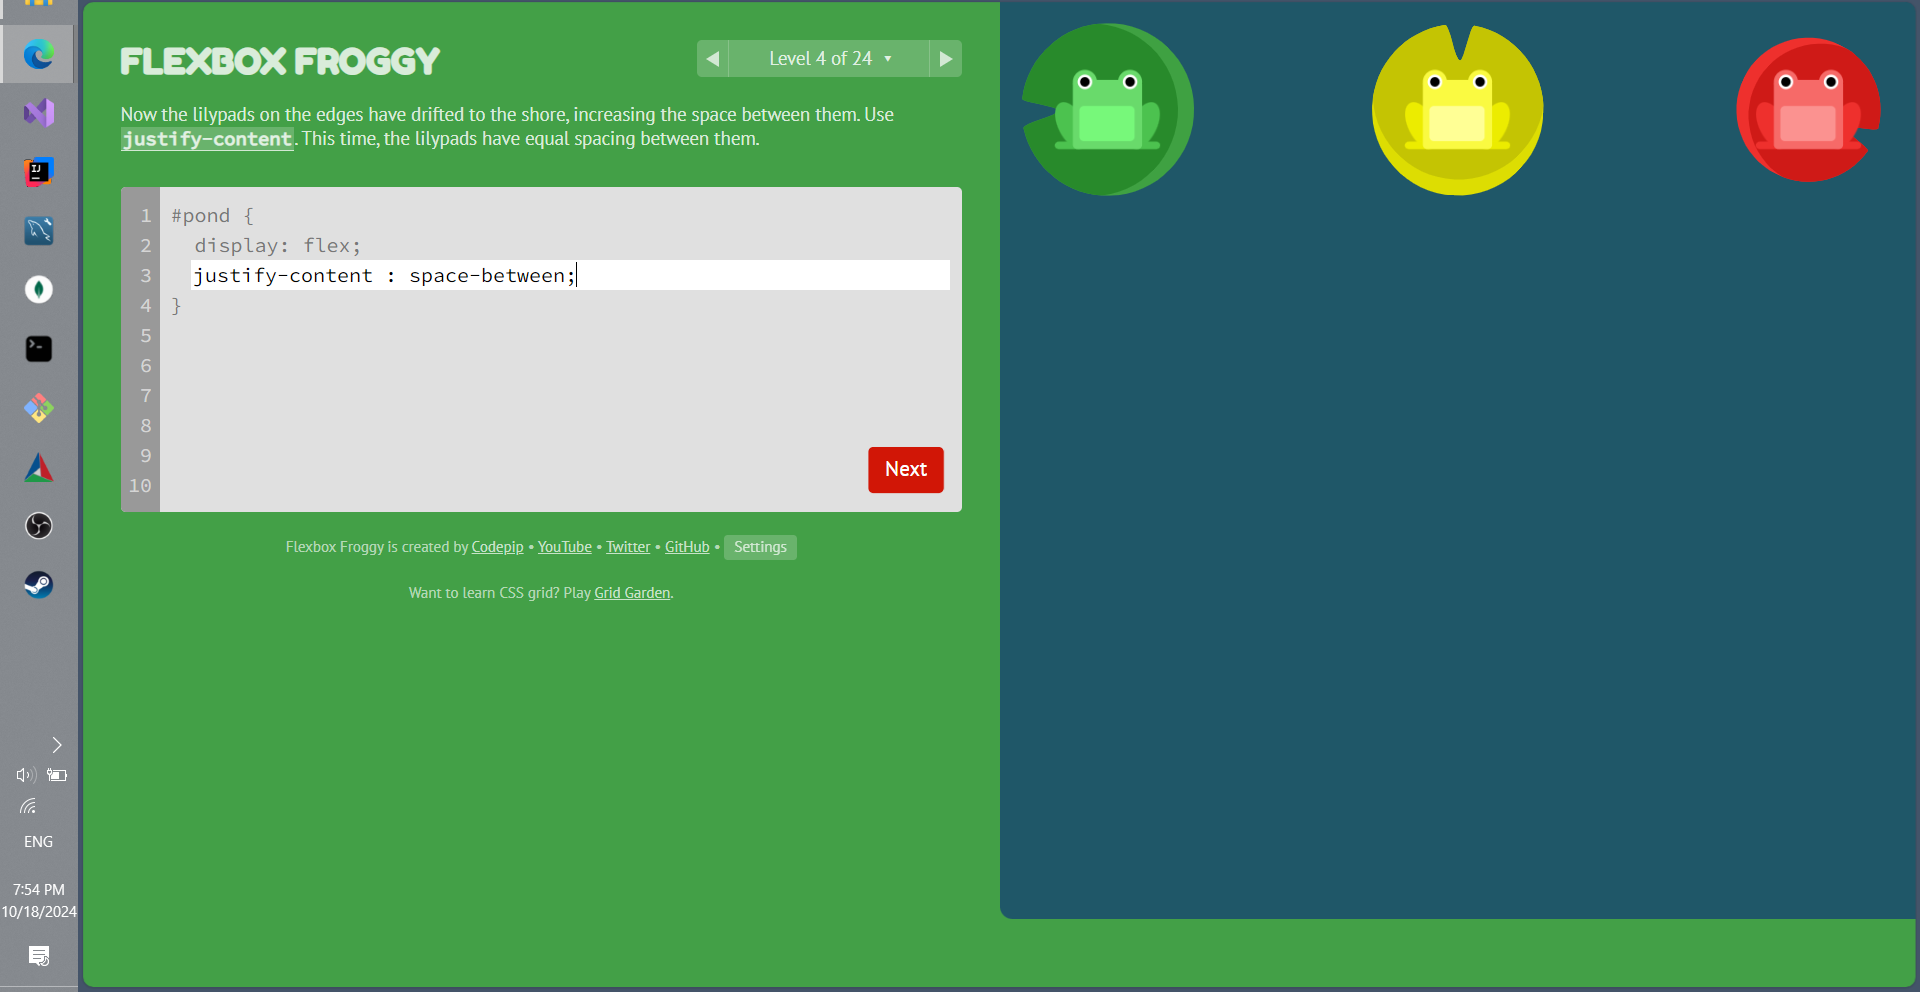 FLEXBOX FROGGY
Level 4 of 24 ▾
Now the lilypads on the edges have drifted to the shore, increasing the space between them. Use
justify-content. This time, the lilypads have equal spacing between them.
1 #pond {
2 display: flex;
3 justify-content : space-between;
4 }
5
6
7
8
9
10
Next
Flexbox Froggy is created by Codepip • YouTube • Twitter • GitHub • Settings
Want to learn CSS grid? Play Grid Garden.
IJ
ENG
7:54 PM
10/18/2024